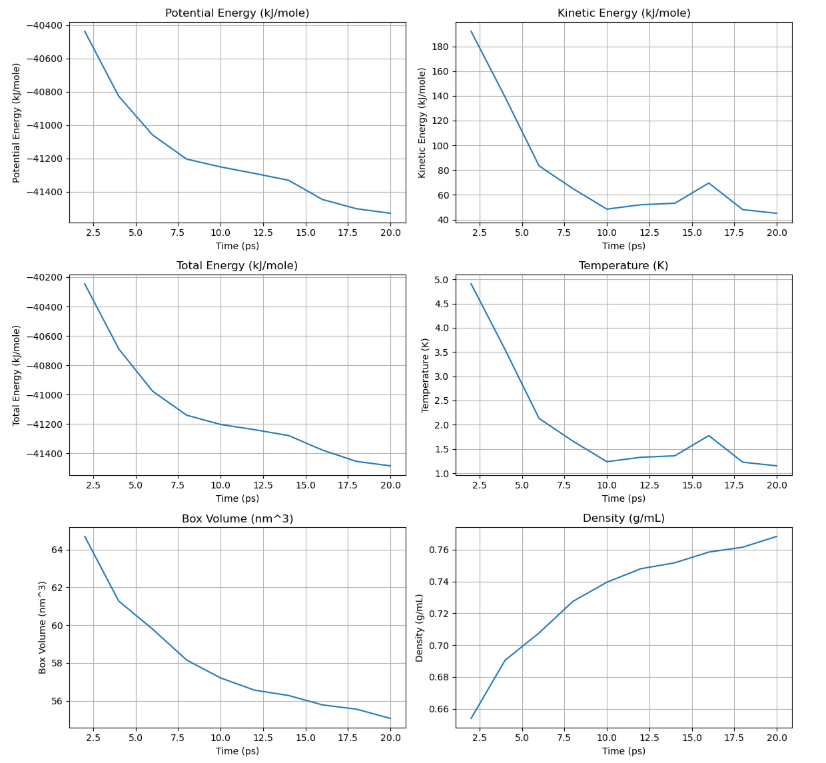 Potential Energy (kJ/mole)
−40400
−40600
−40800
−41000
−41200
−41400
Potential Energy (kJ/mole)
2.5 5.0 7.5 10.0 12.5 15.0 17.5 20.0
Time (ps)
Kinetic Energy (kJ/mole)
180
160
140
120
100
80
60
40
Kinetic Energy (kJ/mole)
2.5 5.0 7.5 10.0 12.5 15.0 17.5 20.0
Time (ps)
Total Energy (kJ/mole)
−40200
−40400
−40600
−40800
−41000
−41200
−41400
Total Energy (kJ/mole)
2.5 5.0 7.5 10.0 12.5 15.0 17.5 20.0
Time (ps)
Temperature (K)
5.0
4.5
4.0
3.5
3.0
2.5
2.0
1.5
1.0
Temperature (K)
2.5 5.0 7.5 10.0 12.5 15.0 17.5 20.0
Time (ps)
Box Volume (nm^3)
64
62
60
58
56
Box Volume (nm^3)
2.5 5.0 7.5 10.0 12.5 15.0 17.5 20.0
Time (ps)
Density (g/mL)
0.76
0.74
0.72
0.70
0.68
0.66
Density (g/mL)
2.5 5.0 7.5 10.0 12.5 15.0 17.5 20.0
Time (ps)